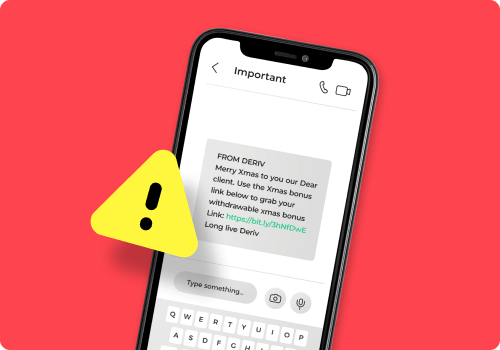 Important
FROM DERIV
Merry Xmas to you our Dear
client. Use the Xmas bonus
link below to grab your
withdrawable xmas bonus
Link: https://bit.ly/3hNfDwE
Long live Deriv
Type something...
Q W E R T Y U I O P
A S D F G H J K L